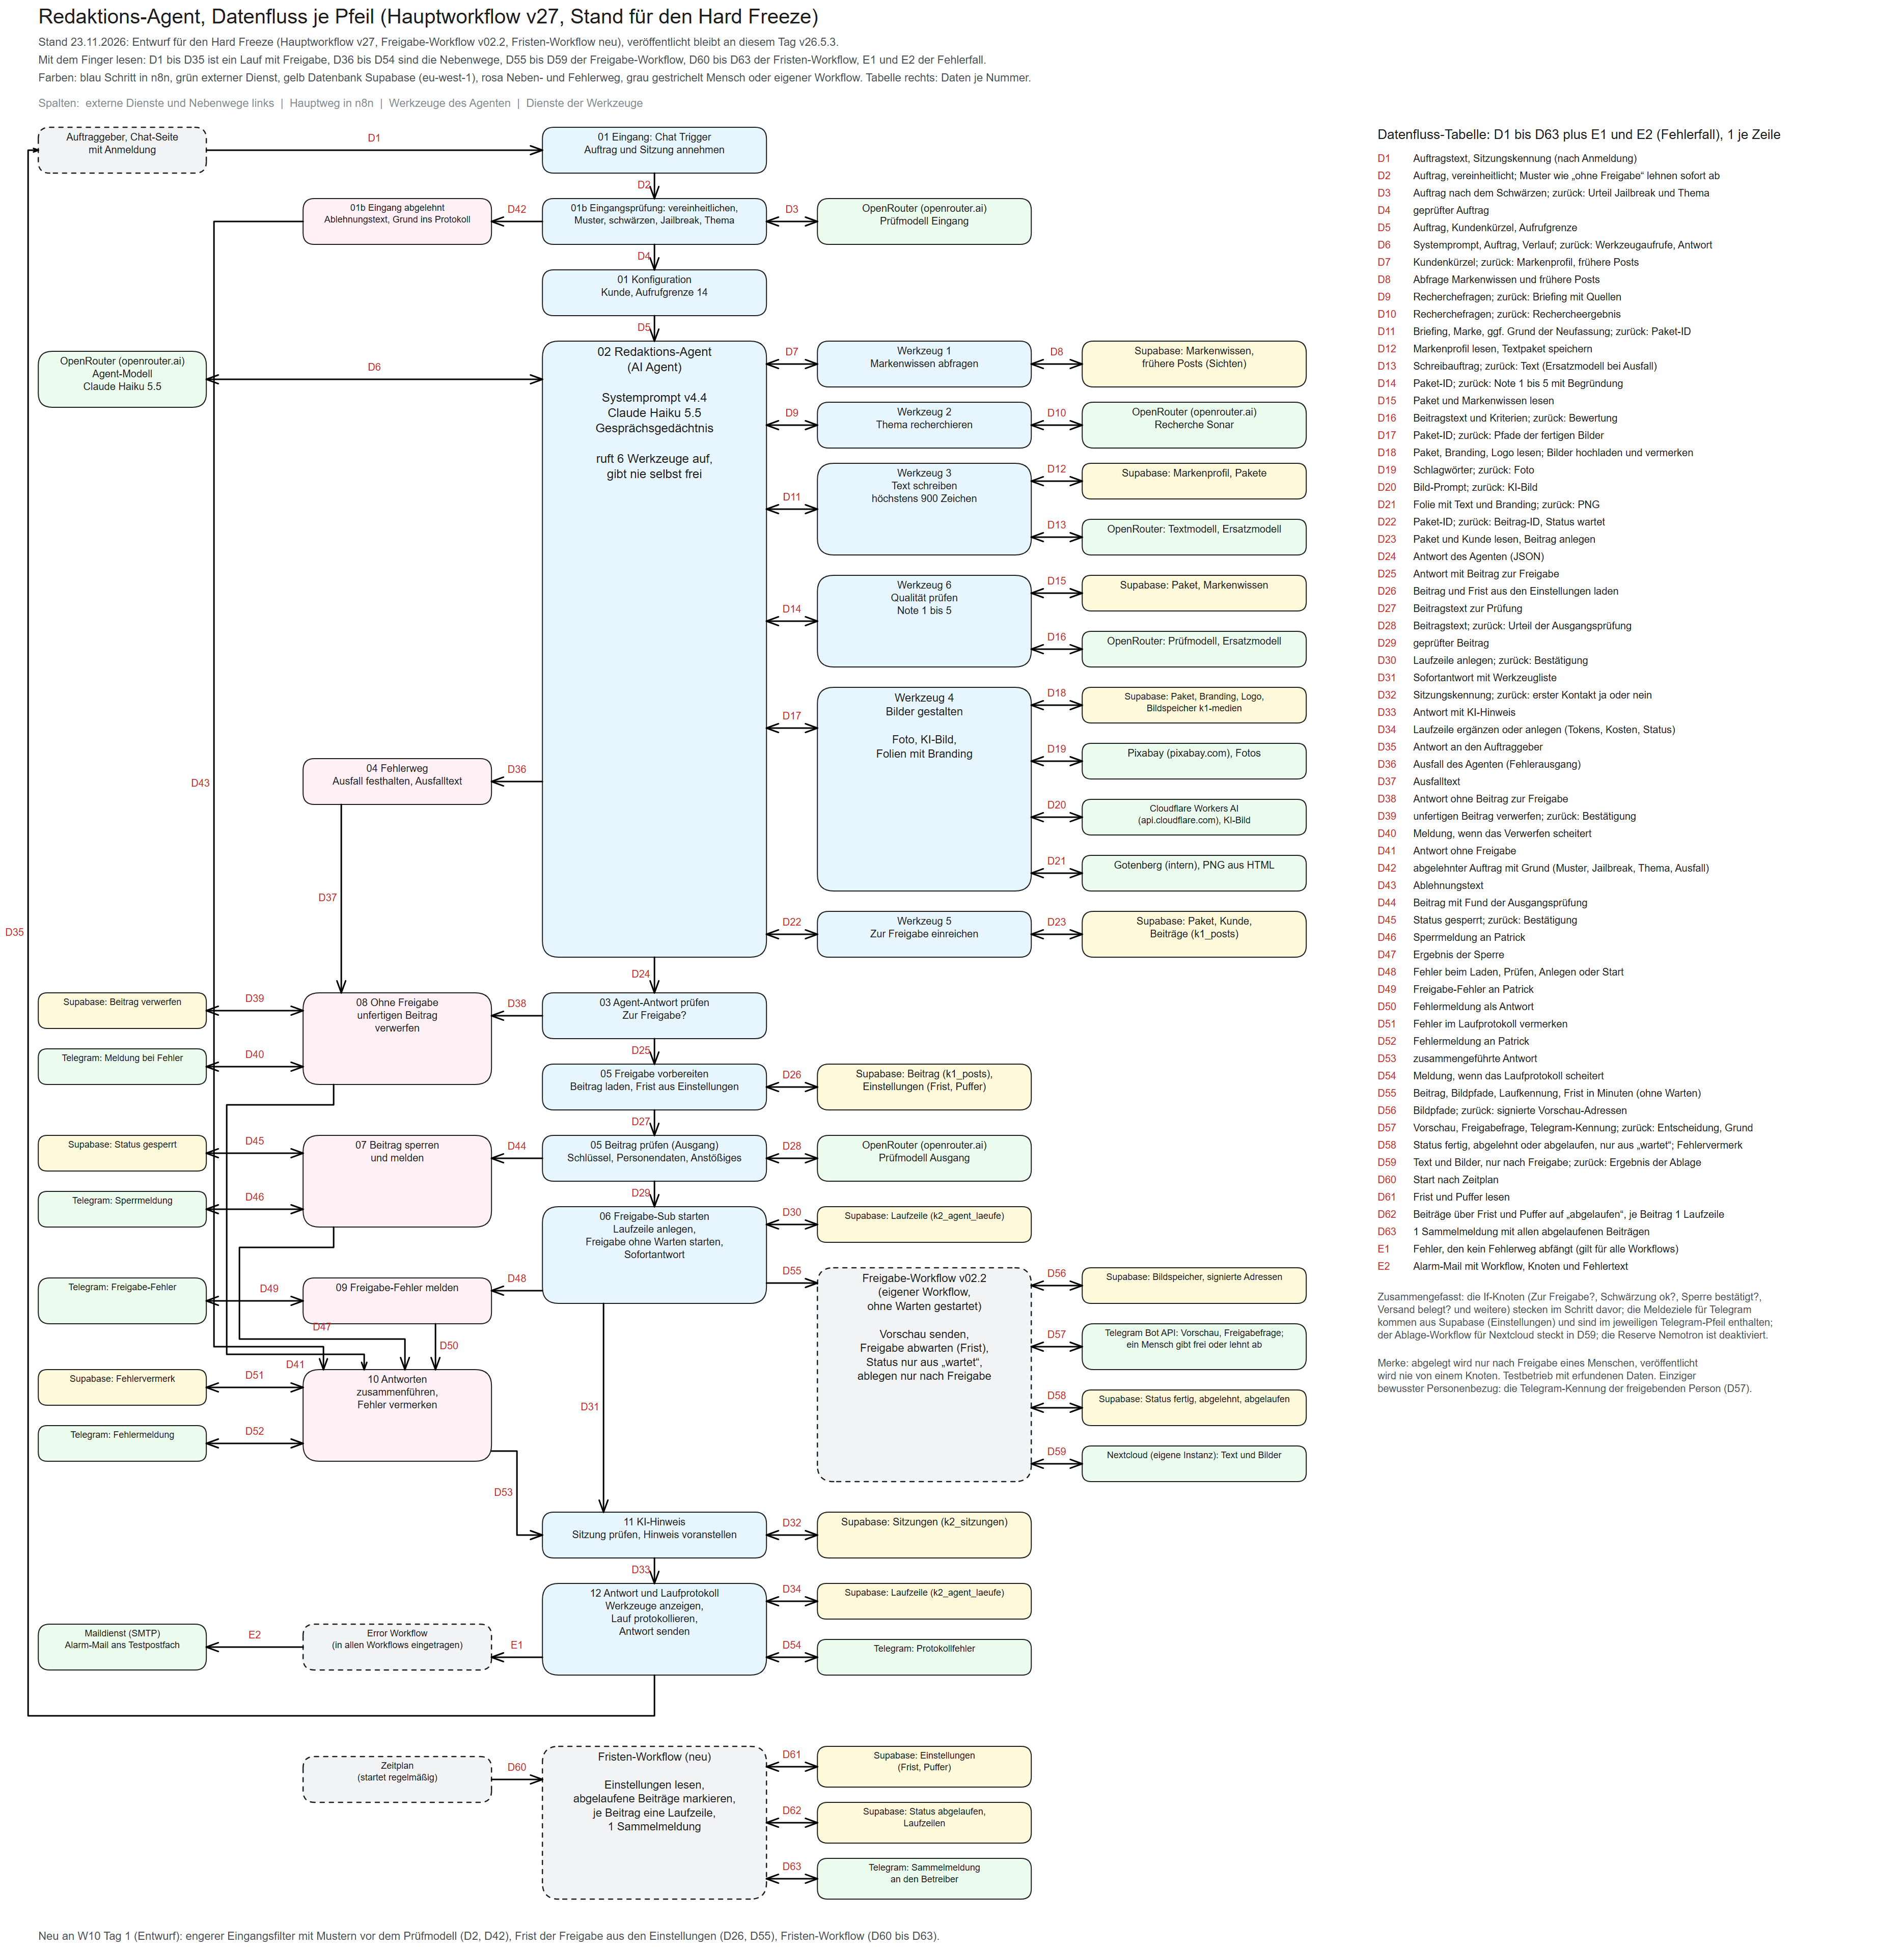 Redaktions-Agent, Datenfluss je Pfeil (Hauptworkflow v27, Stand für den Hard Freeze)
Stand 23.11.2026: Entwurf für den Hard Freeze (Hauptworkflow v27, Freigabe-Workflow v02.2, Fristen-Workflow neu), veröffentlicht bleibt an diesem Tag v26.5.3.
Mit dem Finger lesen: D1 bis D35 ist ein Lauf mit Freigabe, D36 bis D54 sind die Nebenwege, D55 bis D59 der Freigabe-Workflow, D60 bis D63 der Fristen-Workflow, E1 und E2 der Fehlerfall.
Farben: blau Schritt in n8n, grün externer Dienst, gelb Datenbank Supabase (eu-west-1), rosa Neben- und Fehlerweg, grau gestrichelt Mensch oder eigener Workflow. Tabelle rechts: Daten je Nummer.
Spalten: externe Dienste und Nebenwege links | Hauptweg in n8n | Werkzeuge des Agenten | Dienste der Werkzeuge
Auftraggeber, Chat-Seite
mit Anmeldung
D1
01 Eingang: Chat Trigger
Auftrag und Sitzung annehmen
D2
01b Eingang abgelehnt
Ablehnungstext, Grund ins Protokoll
D42
01b Eingangsprüfung: vereinheitlichen,
Muster, schwärzen, Jailbreak, Thema
D3
OpenRouter (openrouter.ai)
Prüfmodell Eingang
D4
01 Konfiguration
Kunde, Aufrufgrenze 14
D5
OpenRouter (openrouter.ai)
Agent-Modell
Claude Haiku 5.5
D6
02 Redaktions-Agent
(AI Agent)
Systemprompt v4.4
Claude Haiku 5.5
Gesprächsgedächtnis
ruft 6 Werkzeuge auf,
gibt nie selbst frei
D7
Werkzeug 1
Markenwissen abfragen
D8
Supabase: Markenwissen,
frühere Posts (Sichten)
D9
Werkzeug 2
Thema recherchieren
D10
OpenRouter (openrouter.ai)
Recherche Sonar
D11
Werkzeug 3
Text schreiben
höchstens 900 Zeichen
D12
Supabase: Markenprofil, Pakete
D13
OpenRouter: Textmodell, Ersatzmodell
D14
Werkzeug 6
Qualität prüfen
Note 1 bis 5
D15
Supabase: Paket, Markenwissen
D16
OpenRouter: Prüfmodell, Ersatzmodell
D17
Werkzeug 4
Bilder gestalten
Foto, KI-Bild,
Folien mit Branding
D18
Supabase: Paket, Branding, Logo,
Bildspeicher k1-medien
D19
Pixabay (pixabay.com), Fotos
D20
Cloudflare Workers AI
(api.cloudflare.com), KI-Bild
D21
Gotenberg (intern), PNG aus HTML
D22
Werkzeug 5
Zur Freigabe einreichen
D23
Supabase: Paket, Kunde,
Beiträge (k1_posts)
D43
04 Fehlerweg
Ausfall festhalten, Ausfalltext
D36
D37
D35
D24
Supabase: Beitrag verwerfen
D39
08 Ohne Freigabe
unfertigen Beitrag
verwerfen
D38
03 Agent-Antwort prüfen
Zur Freigabe?
Telegram: Meldung bei Fehler
D40
D25
05 Freigabe vorbereiten
Beitrag laden, Frist aus Einstellungen
D26
Supabase: Beitrag (k1_posts),
Einstellungen (Frist, Puffer)
D27
Supabase: Status gesperrt
D45
07 Beitrag sperren
und melden
D44
05 Beitrag prüfen (Ausgang)
Schlüssel, Personendaten, Anstößiges
D28
OpenRouter (openrouter.ai)
Prüfmodell Ausgang
Telegram: Sperrmeldung
D46
D29
06 Freigabe-Sub starten
Laufzeile anlegen,
Freigabe ohne Warten starten,
Sofortantwort
D30
Supabase: Laufzeile (k2_agent_laeufe)
Telegram: Freigabe-Fehler
D49
09 Freigabe-Fehler melden
D48
D55
Freigabe-Workflow v02.2
(eigener Workflow,
ohne Warten gestartet)
Vorschau senden,
Freigabe abwarten (Frist),
Status nur aus „wartet“,
ablegen nur nach Freigabe
D56
Supabase: Bildspeicher, signierte Adressen
D57
Telegram Bot API: Vorschau, Freigabefrage;
ein Mensch gibt frei oder lehnt ab
D58
Supabase: Status fertig, abgelehnt, abgelaufen
D59
Nextcloud (eigene Instanz): Text und Bilder
D47
D50
D41
Supabase: Fehlervermerk
D51
10 Antworten
zusammenführen,
Fehler vermerken
Telegram: Fehlermeldung
D52
D31
D53
11 KI-Hinweis
Sitzung prüfen, Hinweis voranstellen
D32
Supabase: Sitzungen (k2_sitzungen)
D33
12 Antwort und Laufprotokoll
Werkzeuge anzeigen,
Lauf protokollieren,
Antwort senden
D34
Supabase: Laufzeile (k2_agent_laeufe)
D54
Telegram: Protokollfehler
Maildienst (SMTP)
Alarm-Mail ans Testpostfach
E2
Error Workflow
(in allen Workflows eingetragen)
E1
Zeitplan
(startet regelmäßig)
D60
Fristen-Workflow (neu)
Einstellungen lesen,
abgelaufene Beiträge markieren,
je Beitrag eine Laufzeile,
1 Sammelmeldung
D61
Supabase: Einstellungen
(Frist, Puffer)
D62
Supabase: Status abgelaufen,
Laufzeilen
D63
Telegram: Sammelmeldung
an den Betreiber
Datenfluss-Tabelle: D1 bis D63 plus E1 und E2 (Fehlerfall), 1 je Zeile
D1 Auftragstext, Sitzungskennung (nach Anmeldung)
D2 Auftrag, vereinheitlicht; Muster wie „ohne Freigabe“ lehnen sofort ab
D3 Auftrag nach dem Schwärzen; zurück: Urteil Jailbreak und Thema
D4 geprüfter Auftrag
D5 Auftrag, Kundenkürzel, Aufrufgrenze
D6 Systemprompt, Auftrag, Verlauf; zurück: Werkzeugaufrufe, Antwort
D7 Kundenkürzel; zurück: Markenprofil, frühere Posts
D8 Abfrage Markenwissen und frühere Posts
D9 Recherchefragen; zurück: Briefing mit Quellen
D10 Recherchefragen; zurück: Rechercheergebnis
D11 Briefing, Marke, ggf. Grund der Neufassung; zurück: Paket-ID
D12 Markenprofil lesen, Textpaket speichern
D13 Schreibauftrag; zurück: Text (Ersatzmodell bei Ausfall)
D14 Paket-ID; zurück: Note 1 bis 5 mit Begründung
D15 Paket und Markenwissen lesen
D16 Beitragstext und Kriterien; zurück: Bewertung
D17 Paket-ID; zurück: Pfade der fertigen Bilder
D18 Paket, Branding, Logo lesen; Bilder hochladen und vermerken
D19 Schlagwörter; zurück: Foto
D20 Bild-Prompt; zurück: KI-Bild
D21 Folie mit Text und Branding; zurück: PNG
D22 Paket-ID; zurück: Beitrag-ID, Status wartet
D23 Paket und Kunde lesen, Beitrag anlegen
D24 Antwort des Agenten (JSON)
D25 Antwort mit Beitrag zur Freigabe
D26 Beitrag und Frist aus den Einstellungen laden
D27 Beitragstext zur Prüfung
D28 Beitragstext; zurück: Urteil der Ausgangsprüfung
D29 geprüfter Beitrag
D30 Laufzeile anlegen; zurück: Bestätigung
D31 Sofortantwort mit Werkzeugliste
D32 Sitzungskennung; zurück: erster Kontakt ja oder nein
D33 Antwort mit KI-Hinweis
D34 Laufzeile ergänzen oder anlegen (Tokens, Kosten, Status)
D35 Antwort an den Auftraggeber
D36 Ausfall des Agenten (Fehlerausgang)
D37 Ausfalltext
D38 Antwort ohne Beitrag zur Freigabe
D39 unfertigen Beitrag verwerfen; zurück: Bestätigung
D40 Meldung, wenn das Verwerfen scheitert
D41 Antwort ohne Freigabe
D42 abgelehnter Auftrag mit Grund (Muster, Jailbreak, Thema, Ausfall)
D43 Ablehnungstext
D44 Beitrag mit Fund der Ausgangsprüfung
D45 Status gesperrt; zurück: Bestätigung
D46 Sperrmeldung an Patrick
D47 Ergebnis der Sperre
D48 Fehler beim Laden, Prüfen, Anlegen oder Start
D49 Freigabe-Fehler an Patrick
D50 Fehlermeldung als Antwort
D51 Fehler im Laufprotokoll vermerken
D52 Fehlermeldung an Patrick
D53 zusammengeführte Antwort
D54 Meldung, wenn das Laufprotokoll scheitert
D55 Beitrag, Bildpfade, Laufkennung, Frist in Minuten (ohne Warten)
D56 Bildpfade; zurück: signierte Vorschau-Adressen
D57 Vorschau, Freigabefrage, Telegram-Kennung; zurück: Entscheidung, Grund
D58 Status fertig, abgelehnt oder abgelaufen, nur aus „wartet“; Fehlervermerk
D59 Text und Bilder, nur nach Freigabe; zurück: Ergebnis der Ablage
D60 Start nach Zeitplan
D61 Frist und Puffer lesen
D62 Beiträge über Frist und Puffer auf „abgelaufen“, je Beitrag 1 Laufzeile
D63 1 Sammelmeldung mit allen abgelaufenen Beiträgen
E1 Fehler, den kein Fehlerweg abfängt (gilt für alle Workflows)
E2 Alarm-Mail mit Workflow, Knoten und Fehlertext
Zusammengefasst: die If-Knoten (Zur Freigabe?, Schwärzung ok?, Sperre bestätigt?,
Versand belegt? und weitere) stecken im Schritt davor; die Meldeziele für Telegram
kommen aus Supabase (Einstellungen) und sind im jeweiligen Telegram-Pfeil enthalten;
der Ablage-Workflow für Nextcloud steckt in D59; die Reserve Nemotron ist deaktiviert.
Merke: abgelegt wird nur nach Freigabe eines Menschen, veröffentlicht
wird nie von einem Knoten. Testbetrieb mit erfundenen Daten. Einziger
bewusster Personenbezug: die Telegram-Kennung der freigebenden Person (D57).
Neu an W10 Tag 1 (Entwurf): engerer Eingangsfilter mit Mustern vor dem Prüfmodell (D2, D42), Frist der Freigabe aus den Einstellungen (D26, D55), Fristen-Workflow (D60 bis D63).